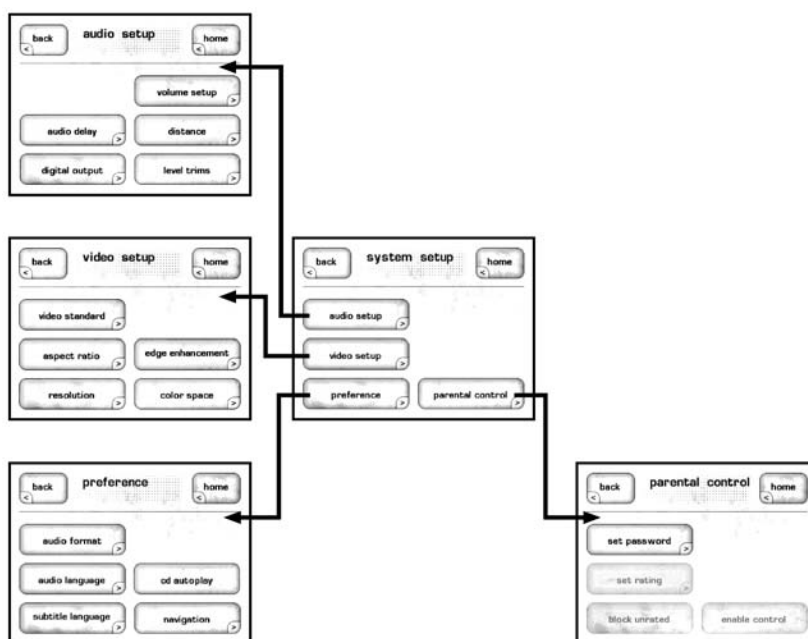 back audio setup home
< <
volume setup
>
audio delay distance
> >
digital output level trims
> >
back video setup home
< <
video standard
>
aspect ratio edge enhancement
> >
resolution color space
> >
back system setup home
< <
audio setup
>
video setup
>
preference parental control
> >
back preference home
< <
audio format
>
audio language cd autoplay
>
subtitle language navigation
> >
back parental control home
< <
set password
>
set rating
>
block unrated enable control